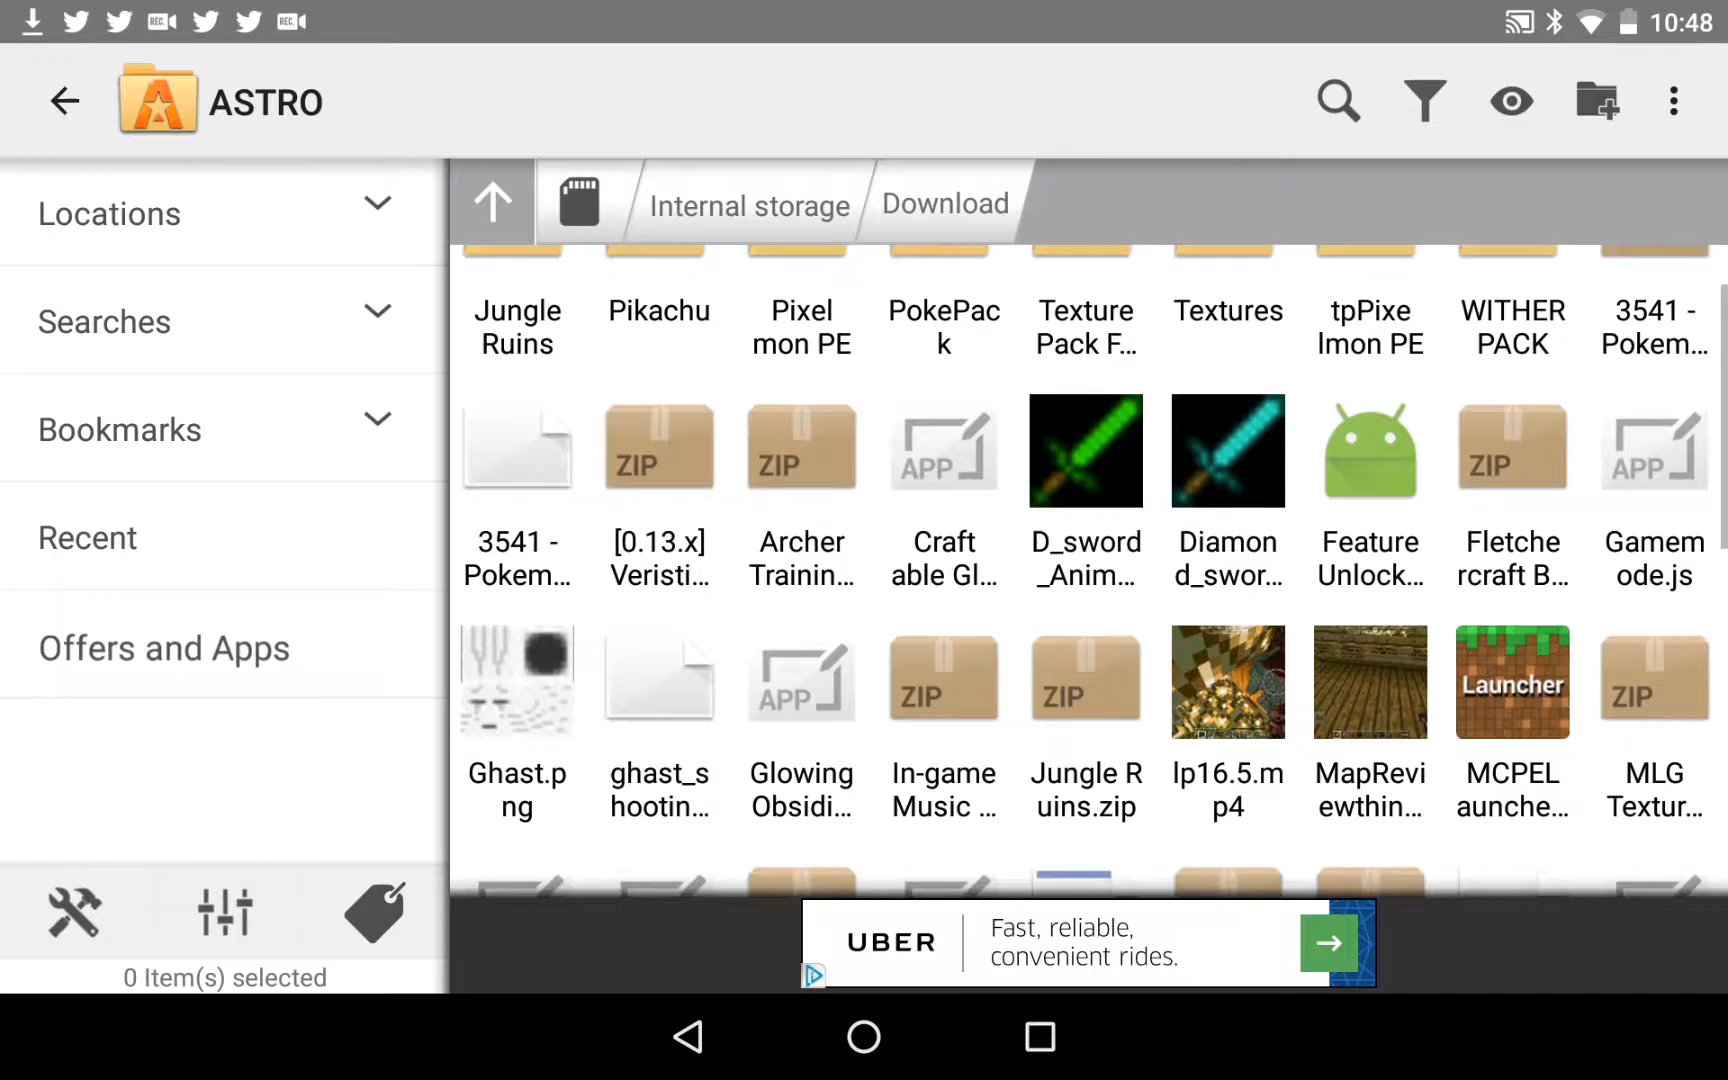 REC
REC
10:48
ASTRO
Locations
Searches
Bookmarks
Recent
Offers and Apps
0 Item(s) selected
Internal storage
Download
Jungle
Ruins
Pikachu
Pixel
mon PE
PokePac
k
Texture
Pack F...
Textures
tpPixe
lmon PE
WITHER
PACK
3541 -
Pokem...
ZIP
ZIP
APP
ZIP
APP
3541 -
Pokem...
[0.13.x]
Veristi...
Archer
Trainin...
Craft
able Gl...
D_sword
_Anim...
Diamon
d_swor...
Feature
Unlock...
Fletche
rcraft B...
Gamem
ode.js
APP
ZIP
ZIP
Launcher
ZIP
Ghast.p
ng
ghast_s
hootin...
Glowing
Obsidi...
In-game
Music ...
Jungle R
uins.zip
lp16.5.m
p4
MapRevi
ewthin...
MCPEL
aunche...
MLG
Textur...
UBER
Fast, reliable,
convenient rides.